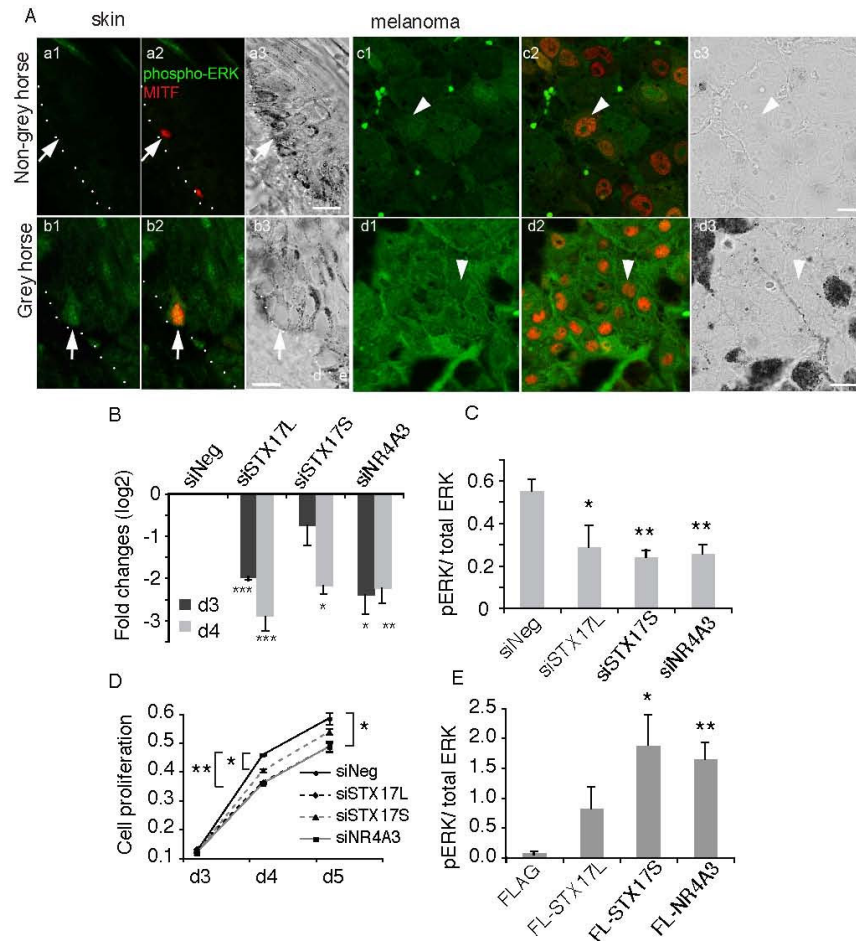 A skin melanoma
Non-grey horse
a1 a2 a3 c1 c2 c3
phospho-ERK
MITF
Grey horse
b1 b2 b3 d1 d2 d3
d e
B
siNeg siSTX17L siSTX17S siNR4A3
Fold changes (log2)
0
-1
-2
-3
*** *** * * **
d3
d4
C
pERK/ total ERK
0.6
0.4
0.2
0
* ** **
siNeg siSTX17L siSTX17S siNR4A3
D
Cell proliferation
0.6
0.5
0.4
0.3
0.2
0.1
** * *
siNeg
siSTX17L
siSTX17S
siNR4A3
d3 d4 d5
E
pERK/ total ERK
2.5
2.0
1.5
1.0
0.5
0.0
* **
FLAG FL-STX17L FL-STX17S FL-NR4A3